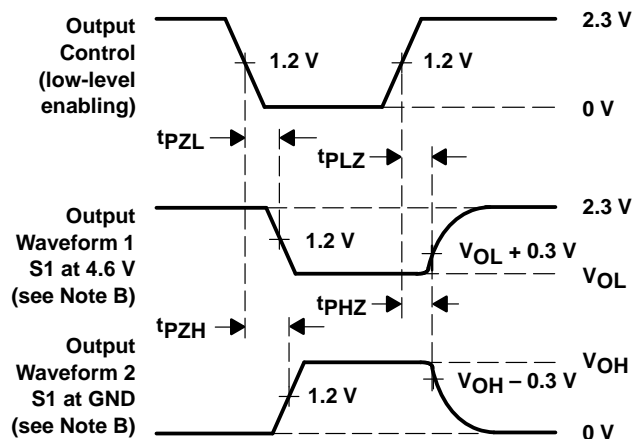 Output
Control
(low-level
enabling)
1.2 V
1.2 V
2.3 V
0 V
tPZL
tPLZ
Output
Waveform 1
S1 at 4.6 V
(see Note B)
1.2 V
2.3 V
VOL + 0.3 V
VOL
tPZH
tPHZ
Output
Waveform 2
S1 at GND
(see Note B)
1.2 V
VOH
VOH − 0.3 V
0 V